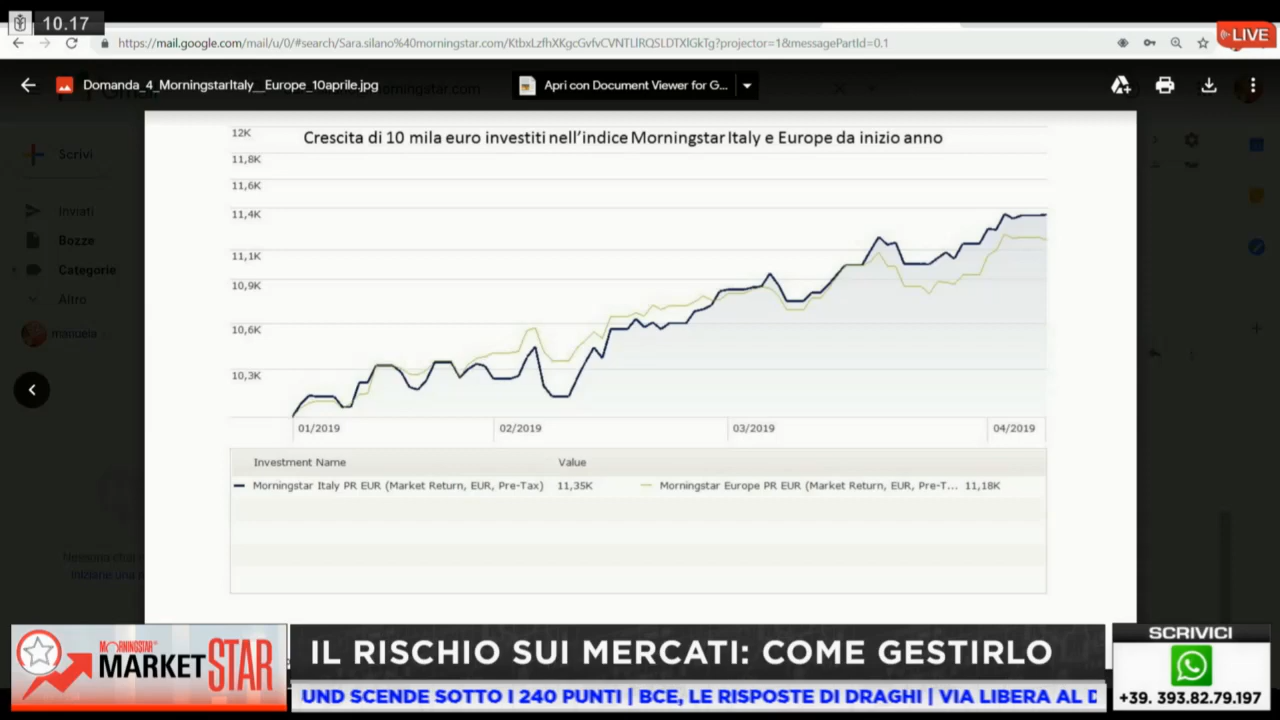 10.17
LIVE
https://mail.google.com/mail/u/0/#search/Sara.silano%40morningstar.com/KtbxLzfhXKgcGvfvCVNTLlRQSLDTXlGkTg?projector=1&messagePartId=0.1
Domanda_4_MorningstarItaly__Europe_10aprile.jpg
Apri con Document Viewer for G...
Scrivi
Inviati
Bozze
Categorie
Altro
manuela
Crescita di 10 mila euro investiti nell'indice Morningstar Italy e Europe da inizio anno
12K
11,8K
11,6K
11,4K
11,1K
10,9K
10,6K
10,3K
01/2019 02/2019 03/2019 04/2019
Investment Name Value
Morningstar Italy PR EUR (Market Return, EUR, Pre-Tax) 11,35K Morningstar Europe PR EUR (Market Return, EUR, Pre-T... 11,18K
MORNINGSTAR
MARKET STAR
IL RISCHIO SUI MERCATI: COME GESTIRLO
UND SCENDE SOTTO I 240 PUNTI | BCE, LE RISPOSTE DI DRAGHI | VIA LIBERA AL D
SCRIVICI
+39. 393.82.79.197